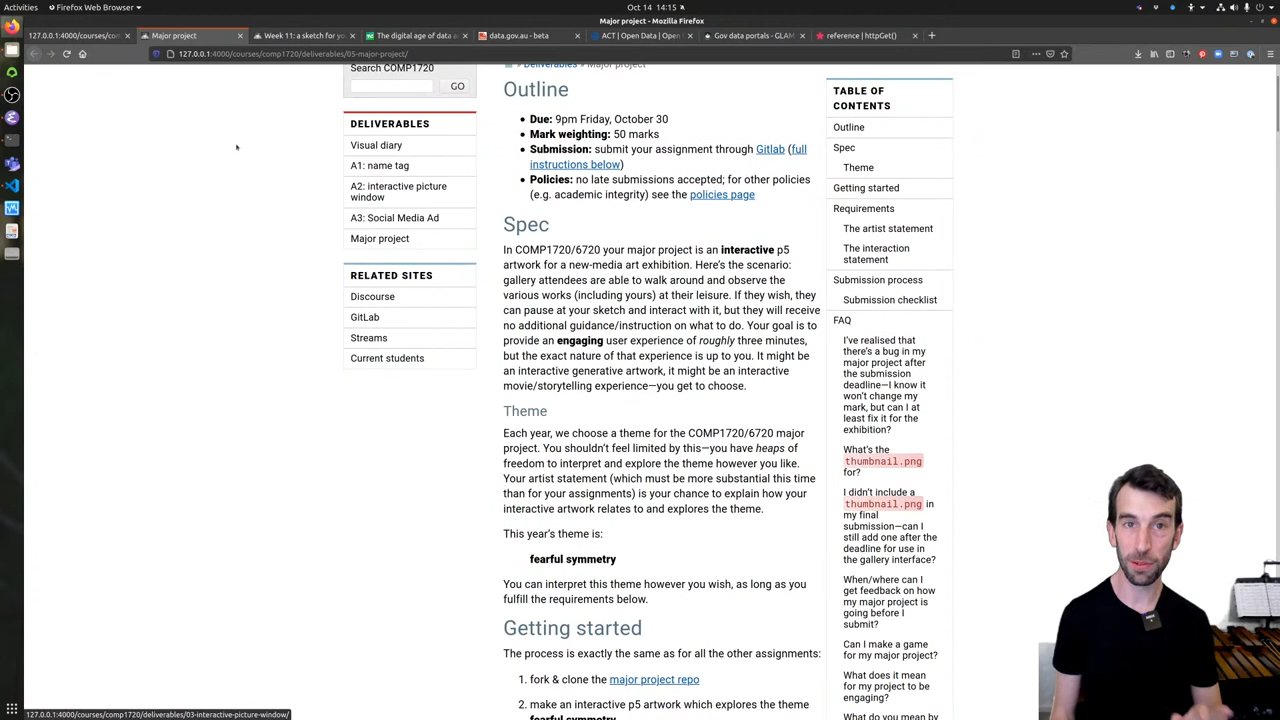 Activities
Firefox Web Browser
Oct 14 14:15
Major project - Mozilla Firefox
127.0.0.1:4000/courses/com
Major project
Week 11: a sketch for yo
The digital age of data a
data.gov.au - beta
ACT | Open Data | Open
Gov data portals - GLAM
reference | httpGet()
127.0.0.1:4000/courses/comp1720/deliverables/05-major-project/
Search COMP1720
GO
DELIVERABLES
Visual diary
A1: name tag
A2: interactive picture
window
A3: Social Media Ad
Major project
RELATED SITES
Discourse
GitLab
Streams
Current students
» Deliverables » Major project
Outline
• Due: 9pm Friday, October 30
• Mark weighting: 50 marks
• Submission: submit your assignment through Gitlab (full
instructions below)
• Policies: no late submissions accepted; for other policies
(e.g. academic integrity) see the policies page
Spec
In COMP1720/6720 your major project is an interactive p5
artwork for a new-media art exhibition. Here's the scenario:
gallery attendees are able to walk around and observe the
various works (including yours) at their leisure. If they wish, they
can pause at your sketch and interact with it, but they will receive
no additional guidance/instruction on what to do. Your goal is to
provide an engaging user experience of roughly three minutes,
but the exact nature of that experience is up to you. It might be
an interactive generative artwork, it might be an interactive
movie/storytelling experience—you get to choose.
Theme
Each year, we choose a theme for the COMP1720/6720 major
project. You shouldn't feel limited by this—you have heaps of
freedom to interpret and explore the theme however you like.
Your artist statement (which must be more substantial this time
than for your assignments) is your chance to explain how your
interactive artwork relates to and explores the theme.
This year's theme is:
fearful symmetry
You can interpret this theme however you wish, as long as you
fulfill the requirements below.
Getting started
The process is exactly the same as for all the other assignments:
1. fork & clone the major project repo
2. make an interactive p5 artwork which explores the theme
fearful symmetry
TABLE OF
CONTENTS
Outline
Spec
Theme
Getting started
Requirements
The artist statement
The interaction
statement
Submission process
Submission checklist
FAQ
I've realised that
there's a bug in my
major project after
the submission
deadline—I know it
won't change my
mark, but can I at
least fix it for the
exhibition?
What's the
thumbnail.png
for?
I didn't include a
thumbnail.png in
my final
submission—can I
still add one after the
deadline for use in
the gallery interface?
When/where can I
get feedback on how
my major project is
going before I
submit?
Can I make a game
for my major project?
What does it mean
for my project to be
engaging?
What do you mean by
127.0.0.1:4000/courses/comp1720/deliverables/03-interactive-picture-window/